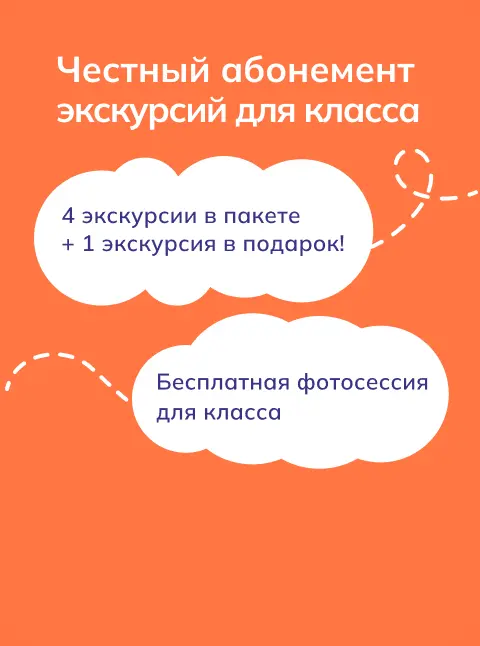 Честный абонемент
экскурсий для класса
4 экскурсии в пакете
+ 1 экскурсия в подарок!
Бесплатная фотосессия
для класса